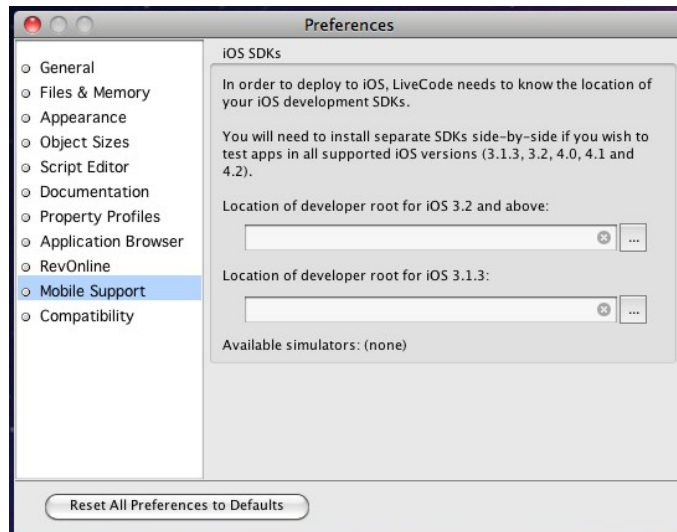 Preferences
General
Files & Memory
Appearance
Object Sizes
Script Editor
Documentation
Property Profiles
Application Browser
RevOnline
Mobile Support
Compatibility
iOS SDKs
In order to deploy to iOS, LiveCode needs to know the location of
your iOS development SDKs.
You will need to install separate SDKs side-by-side if you wish to
test apps in all supported iOS versions (3.1.3, 3.2, 4.0, 4.1 and
4.2).
Location of developer root for iOS 3.2 and above:
...
Location of developer root for iOS 3.1.3:
...
Available simulators: (none)
Reset All Preferences to Defaults